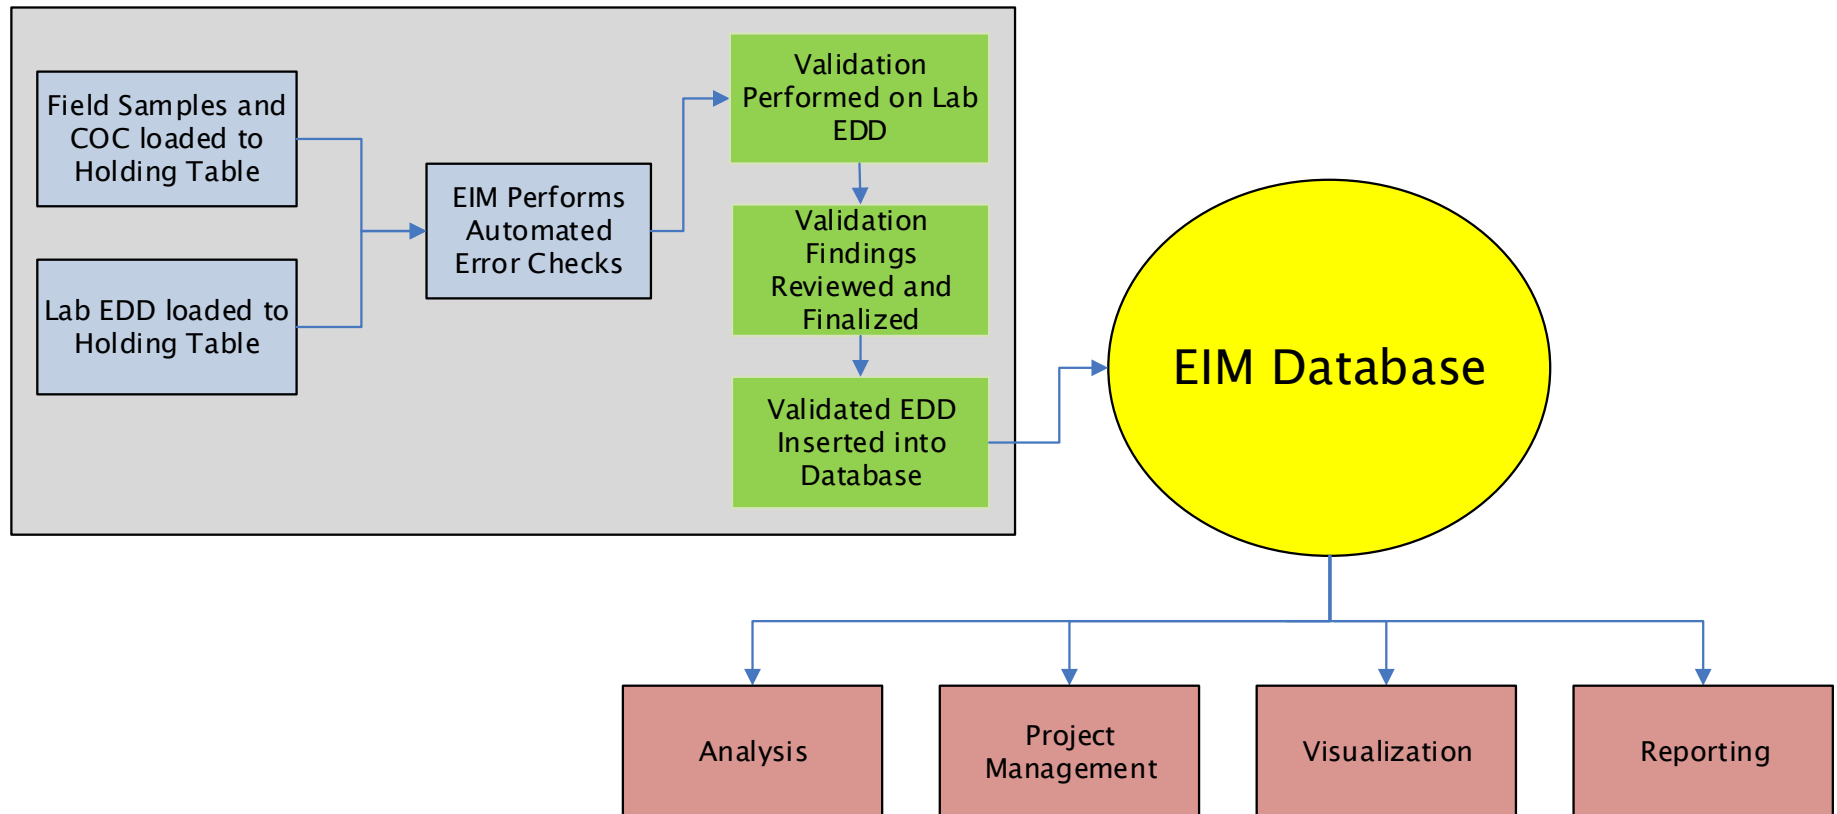 Field Samples and
COC loaded to
Holding Table
Lab EDD loaded to
Holding Table
EIM Performs
Automated
Error Checks
Validation
Performed on Lab
EDD
Validation
Findings
Reviewed and
Finalized
Validated EDD
Inserted into
Database
EIM Database
Analysis
Project
Management
Visualization
Reporting